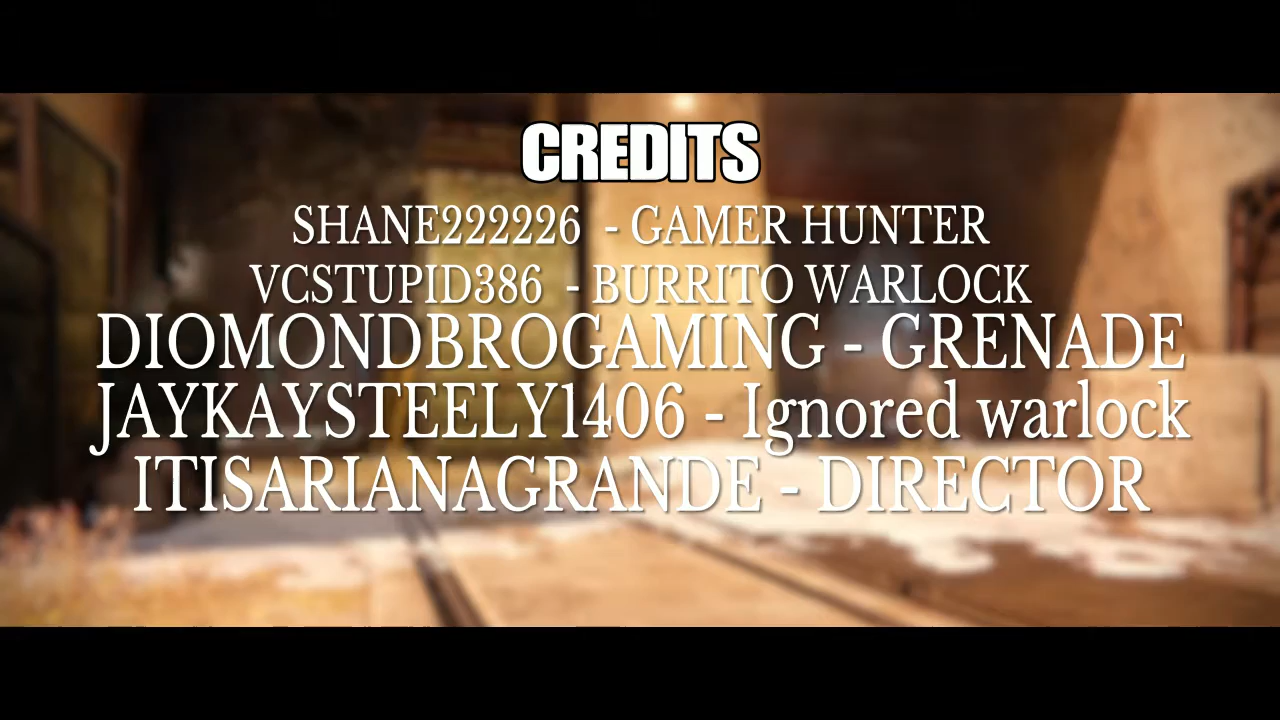 CREDITS
SHANE222226 - GAMER HUNTER
VCSTUPID386 - BURRITO WARLOCK
DIOMONDBROGAMING - GRENADE
JAYKAYSTEELY1406 - Ignored warlock
ITISARIANAGRANDE - DIRECTOR